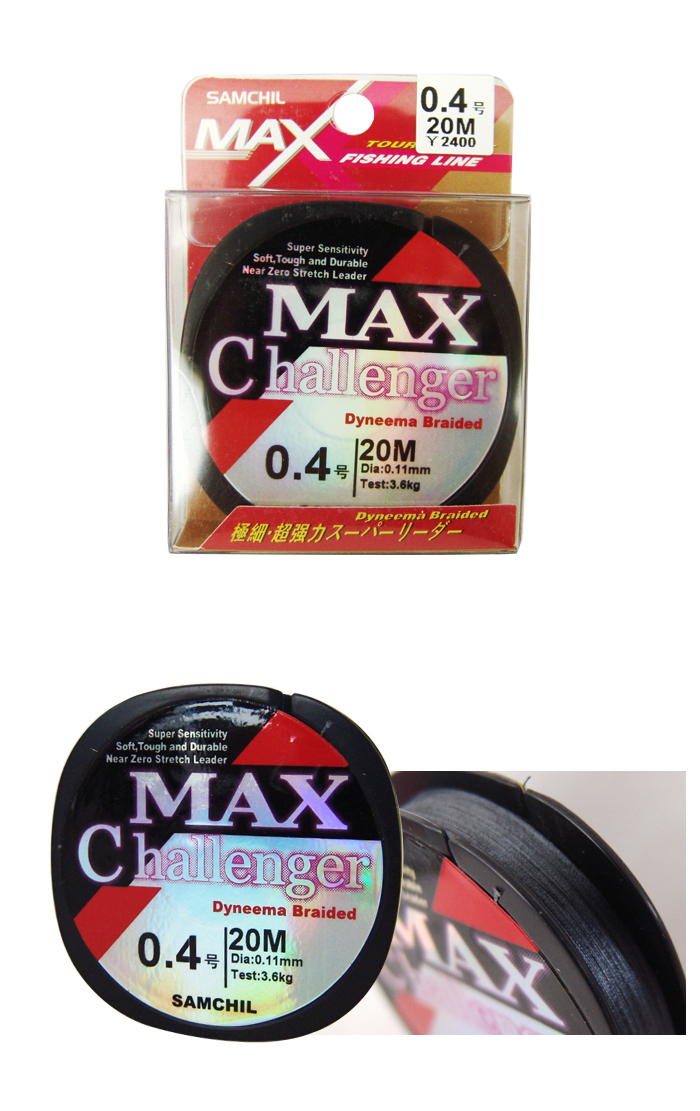 SAMCHIL
MAX
FISHING LINE
0.4号
20M
¥2400
Super Sensitivity
Soft,Tough and Durable
Near Zero Stretch Leader
MAX
Challenger
Dyneema Braided
0.4号
20M
Dia:0.11mm
Test:3.6kg
Dyneema Braided
極細・超强力スーパーリーダー
Super Sensitivity
Soft,Tough and Durable
Near Zero Stretch Leader
MAX
Challenger
Dyneema Braided
0.4号
20M
Dia:0.11mm
Test:3.6kg
SAMCHIL
MAX